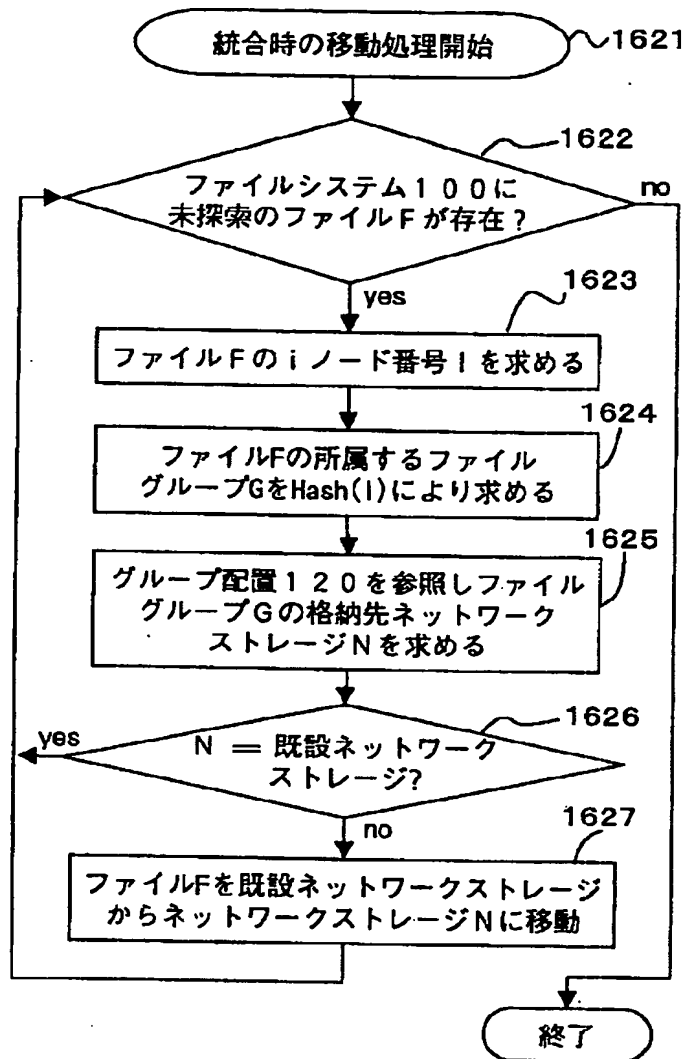 統合時の移動処理開始
1621
1622
ファイルシステム１００に
未探索のファイルＦが存在？
no
yes
1623
ファイルＦのｉノード番号Ｉを求める
1624
ファイルFの所属するファイル
グループGをHash(I)により求める
1625
グループ配置１２０を参照しファイル
グループＧの格納先ネットワーク
ストレージNを求める
1626
yes
N ＝ 既設ネットワーク
ストレージ?
no
1627
ファイルFを既設ネットワークストレージ
からネットワークストレージNに移動
終了